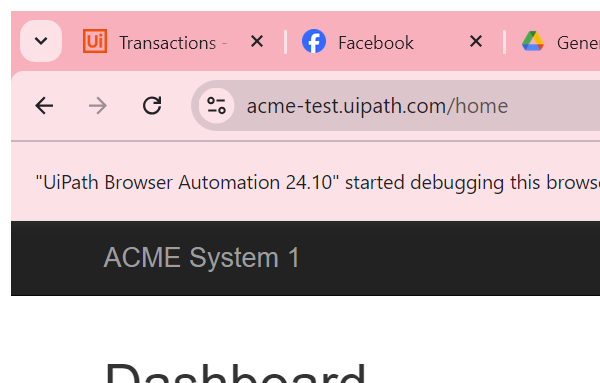 Ui Transactions - Facebook Gener
acme-test.uipath.com/home
"UiPath Browser Automation 24.10" started debugging this browse
ACME System 1
Dashboard